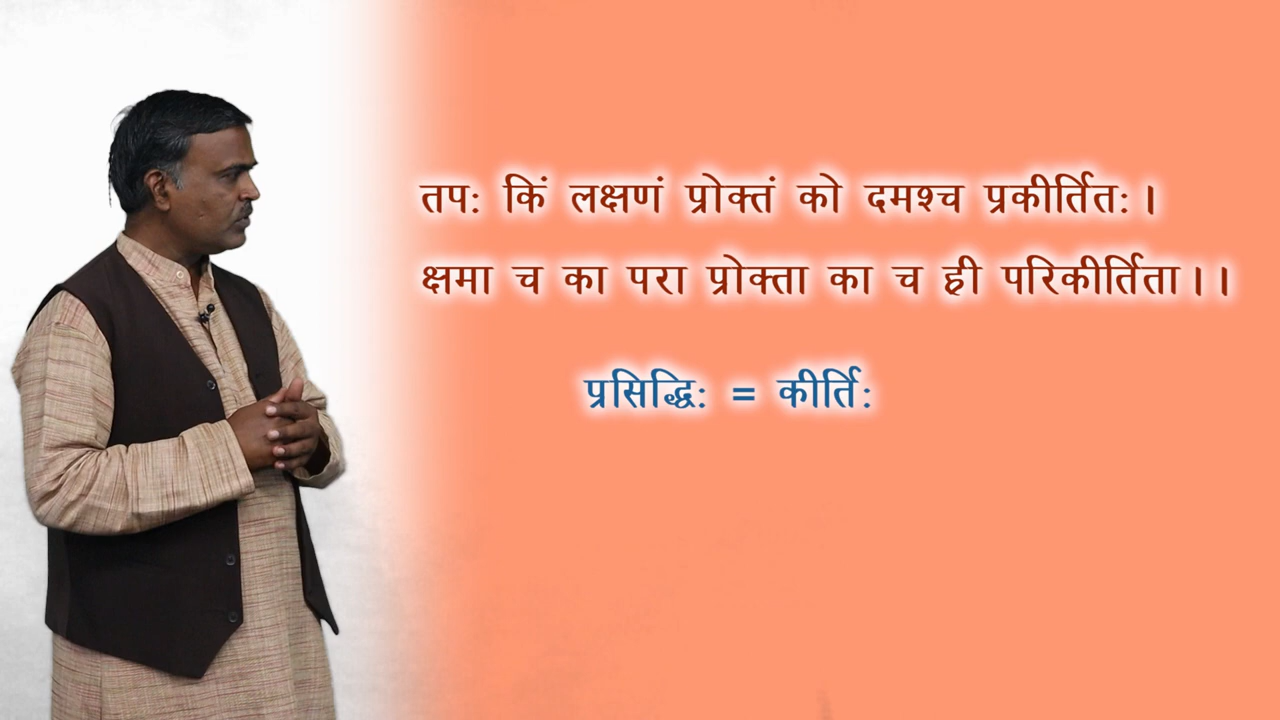 तप: किं लक्षणं प्रोक्तं को दमश्च प्रकीर्तित: ।
क्षमा च का परा प्रोक्ता का च ह्री परिकीर्तिता।।
प्रसिद्धि: = कीर्ति: